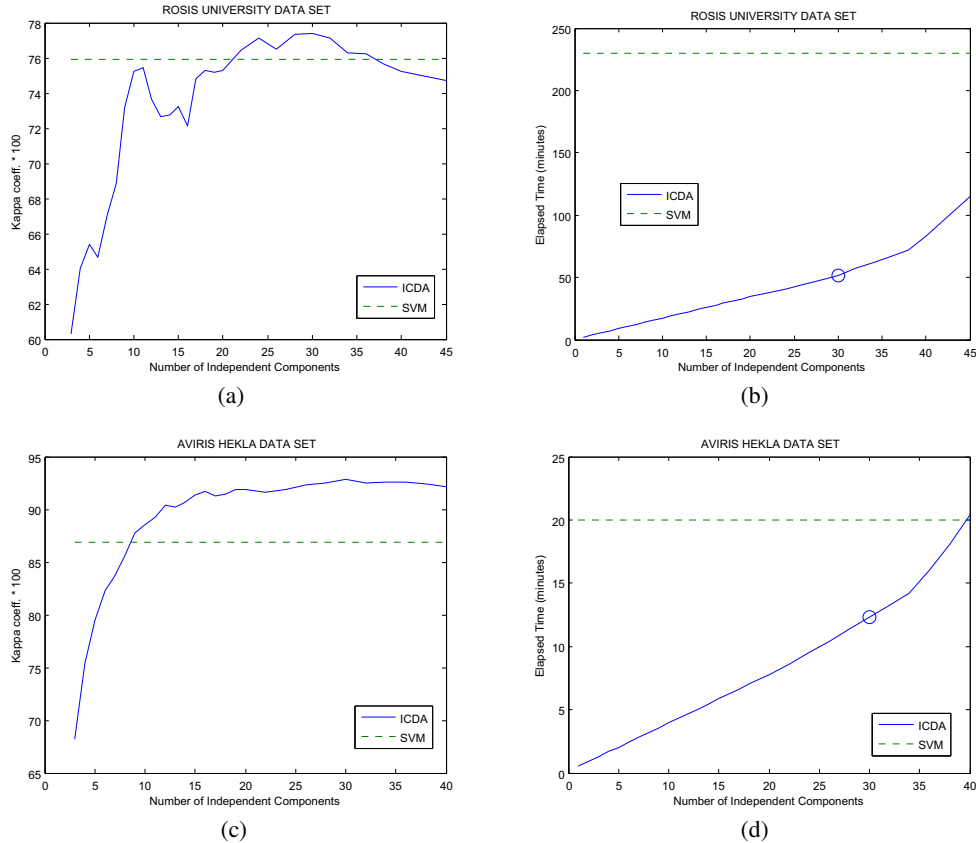 ROSIS UNIVERSITY DATA SET
78
76
74
72
70
68
66
64
62
60
Kappa coeff. * 100
ICDA
SVM
0 5 10 15 20 25 30 35 40 45
Number of Independent Components
(a)
ROSIS UNIVERSITY DATA SET
250
200
150
100
50
0
Elapsed Time (minutes)
ICDA
SVM
0 5 10 15 20 25 30 35 40 45
Number of Independent Components
(b)
AVIRIS HEKLA DATA SET
95
90
85
90
75
70
65
Kappa coeff. * 100
ICDA
SVM
0 5 10 15 20 25 30 35 40
Number of Independent Components
(c)
AVIRIS HEKLA DATA SET
25
20
15
10
5
0
Elapsed Time (minutes)
ICDA
SVM
0 5 10 15 20 25 30 35 40
Number of Independent Components
(d)